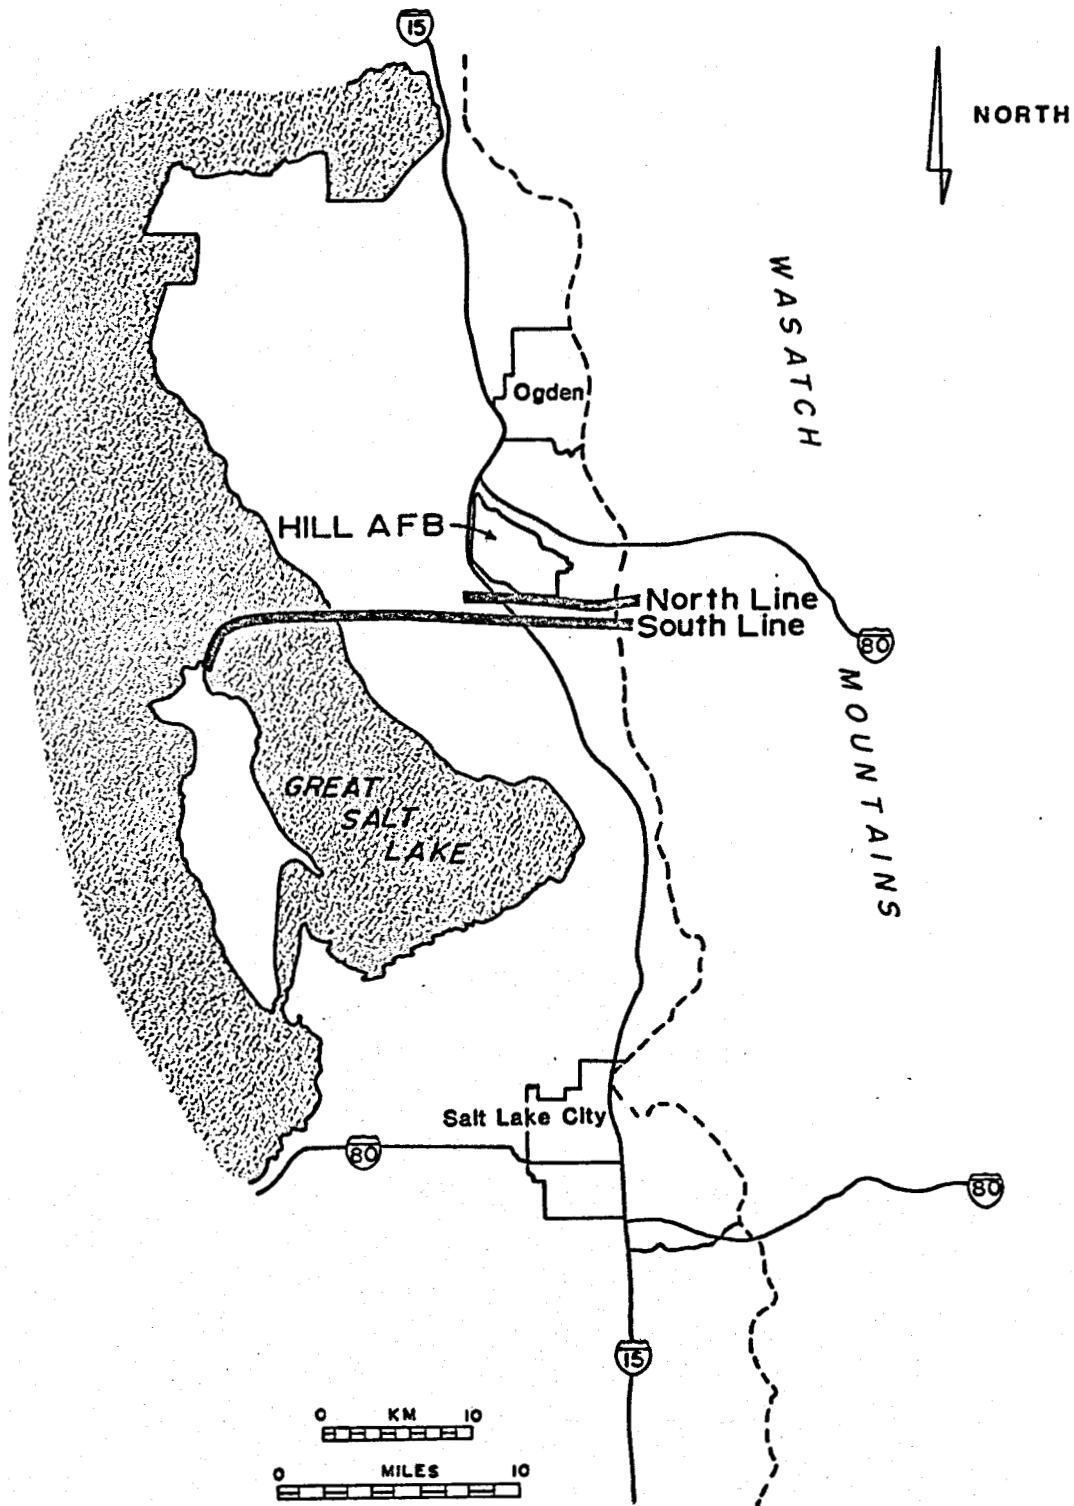 15
NORTH
WASATCH
Ogden
HILL AFB
North Line
South Line
80
MOUNTAINS
GREAT
SALT
LAKE
Salt Lake City
80
80
15
0 KM 10
0 MILES 10